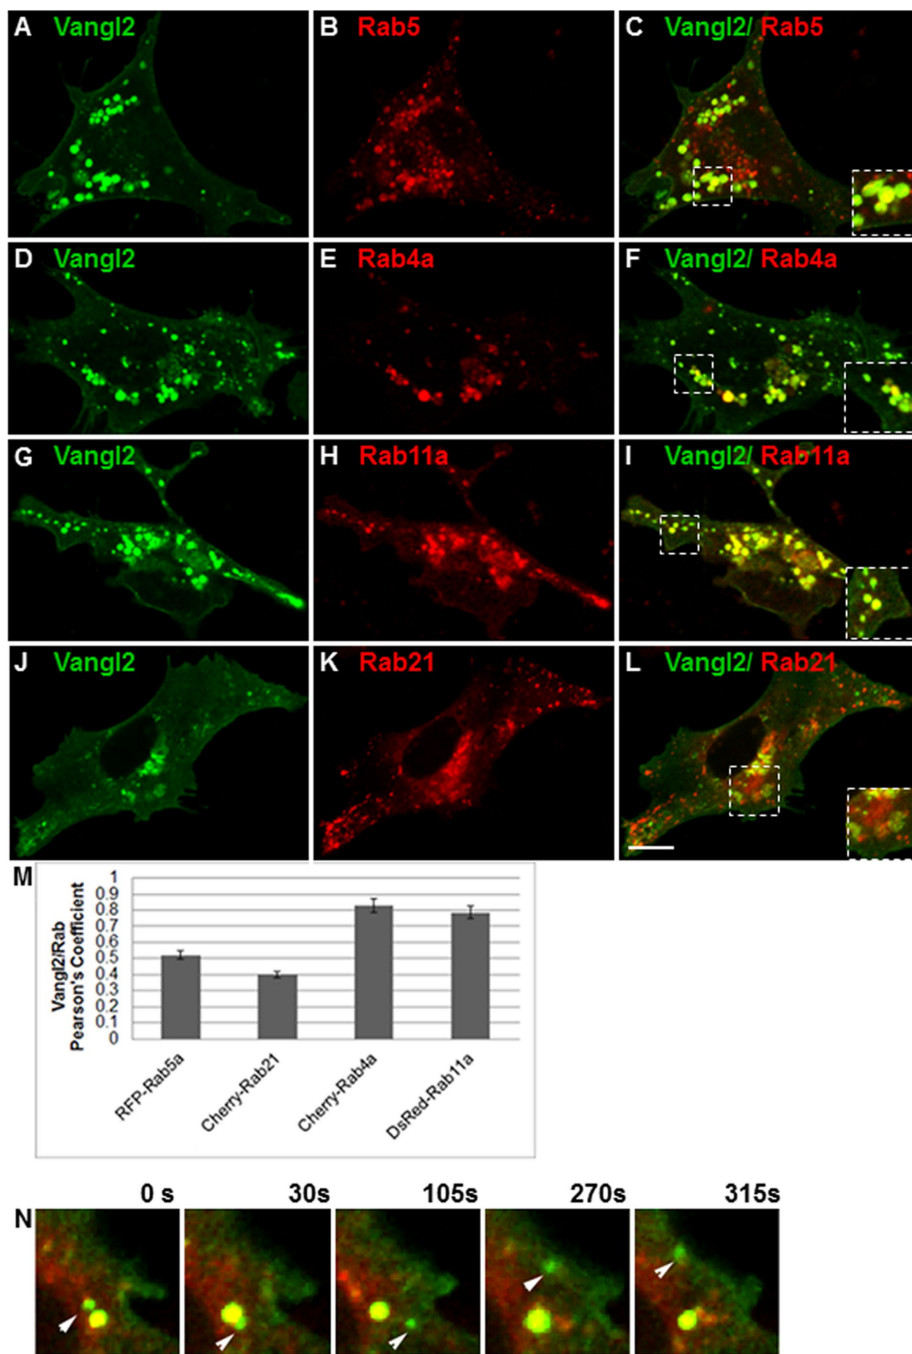 A Vangl2
B Rab5
C Vangl2/ Rab5
D Vangl2
E Rab4a
F Vangl2/ Rab4a
G Vangl2
H Rab11a
I Vangl2/ Rab11a
J Vangl2
K Rab21
L Vangl2/ Rab21
M
Vangl2/Rab
Pearson's Coefficient
1
0.9
0.8
0.7
0.6
0.5
0.4
0.3
0.2
0.1
0
RFP-Rab5a
Cherry-Rab21
Cherry-Rab4a
DsRed-Rab11a
0 s
30s
105s
270s
315s
N